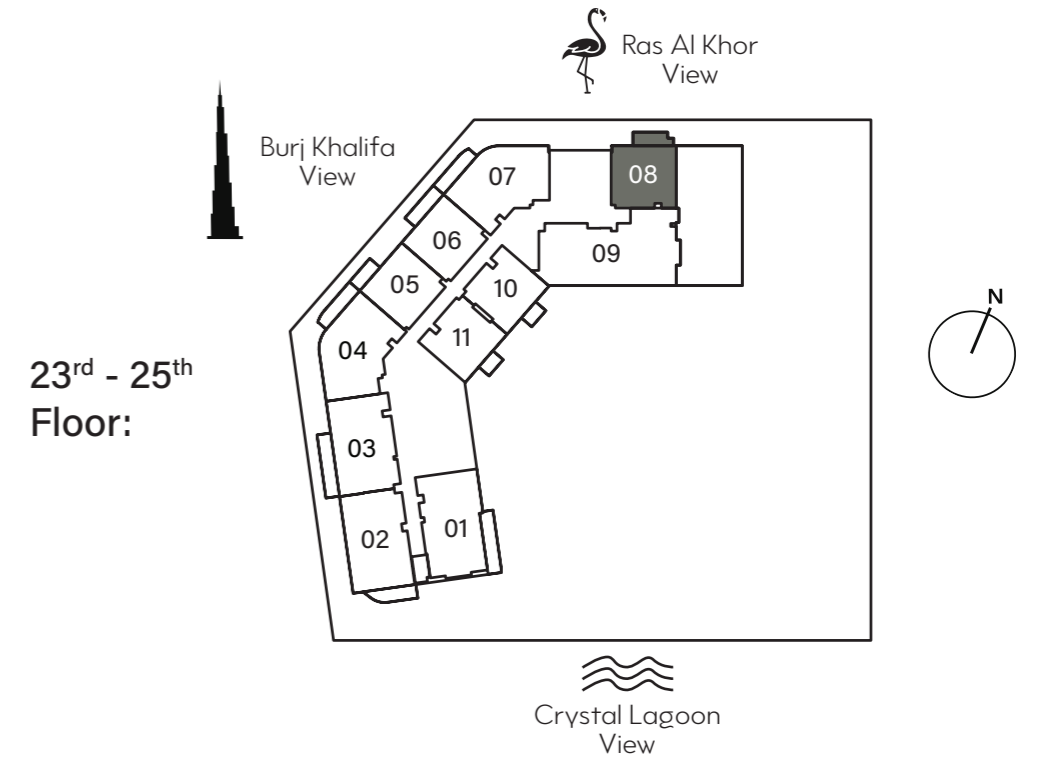 Ras Al Khor
View
Burj Khalifa
View
07
08
06
09
05
10
11
04
N
23rd - 25th
Floor:
03
01
02
Crystal Lagoon
View